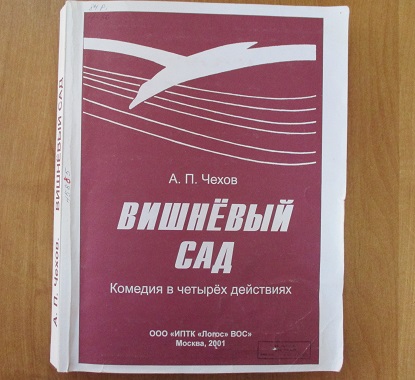 А. П. Чехов. ВИШНЁВЫЙ САД
А. П. Чехов
ВИШНЁВЫЙ
САД
Комедия в четырёх действиях
ООО «ИПТК «Логос» ВОС»
Москва, 2001